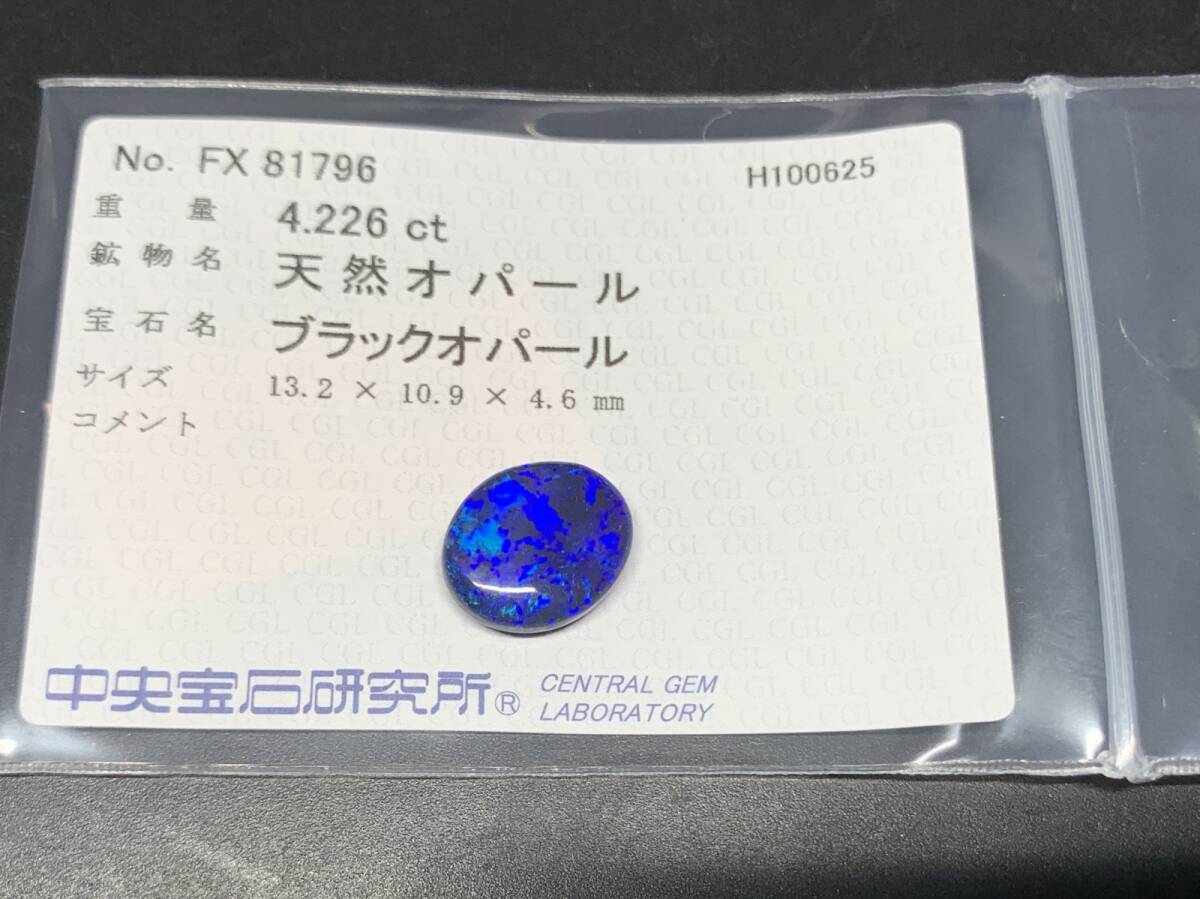 No. FX 81796 H100625
重量 4.226 ct
鉱物名 天然オパール
宝石名 ブラックオパール
サイズ 13.2 × 10.9 × 4.6 mm
コメント
中央宝石研究所® CENTRAL GEM
LABORATORY